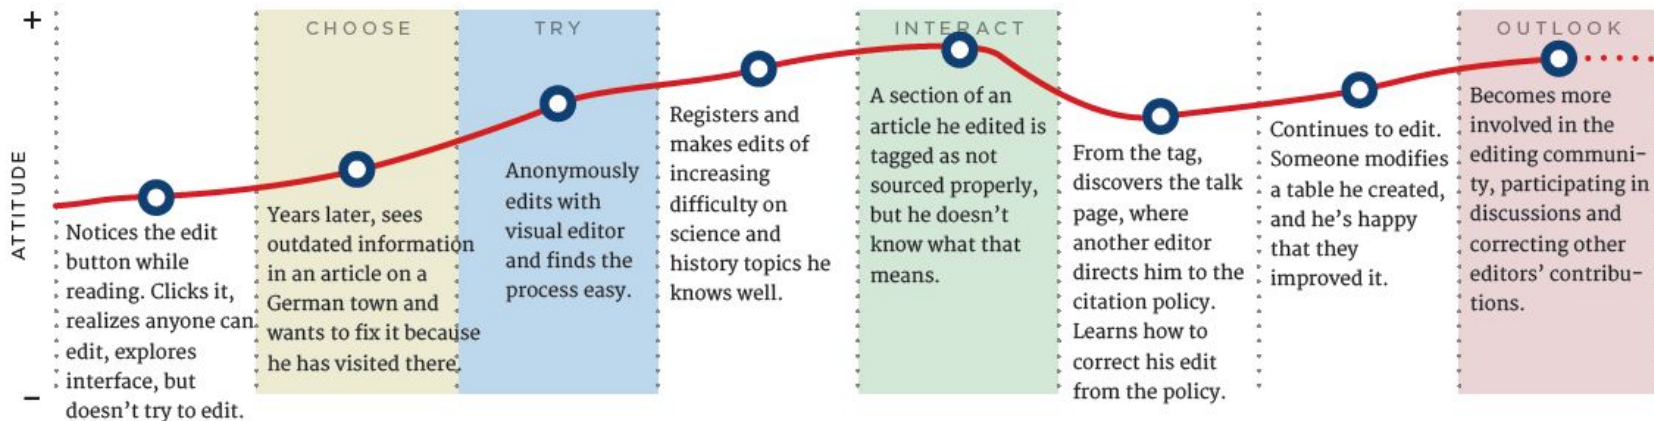 +
CHOOSE
TRY
INTERACT
OUTLOOK
ATTITUDE
–
Notices the edit
button while
reading. Clicks it,
realizes anyone can
edit, explores
interface, but
doesn’t try to edit.
Years later, sees
outdated information
in an article on a
German town and
wants to fix it because
he has visited there.
Anonymously
edits with
visual editor
and finds the
process easy.
Registers and
makes edits of
increasing
difficulty on
science and
history topics he
knows well.
A section of an
article he edited is
tagged as not
sourced properly,
but he doesn’t
know what that
means.
From the tag,
discovers the talk
page, where
another editor
directs him to the
citation policy.
Learns how to
correct his edit
from the policy.
Continues to edit.
Someone modifies
a table he created,
and he’s happy
that they
improved it.
Becomes more
involved in the
editing communi-
ty, participating in
discussions and
correcting other
editors’ contribu-
tions.